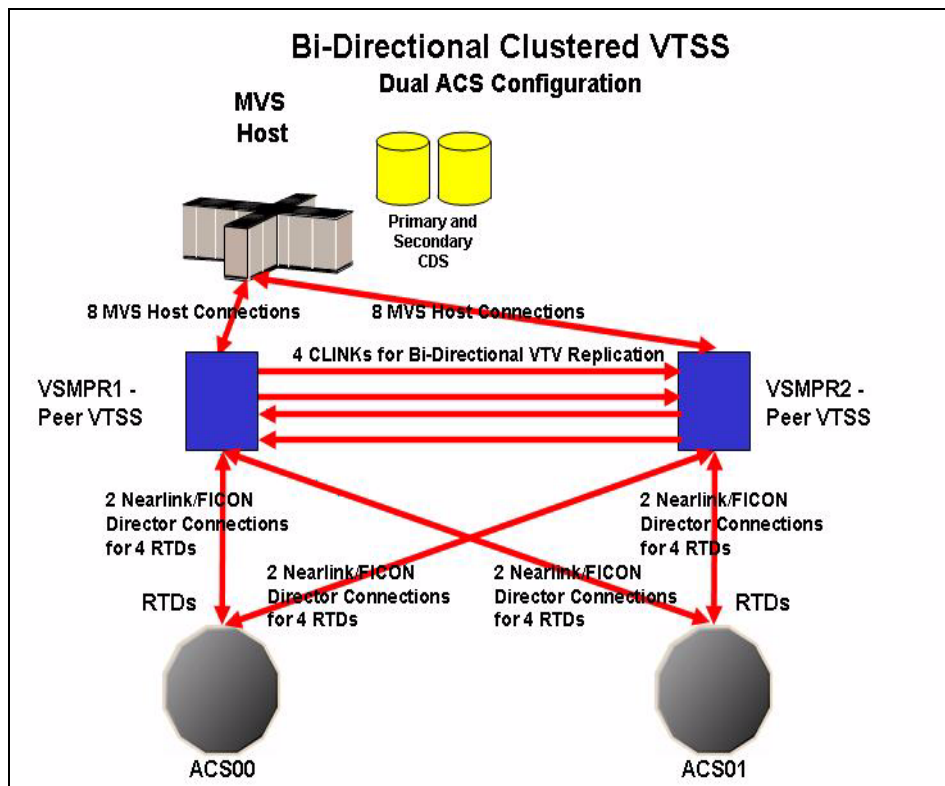 Bi-Directional Clustered VTSS
Dual ACS Configuration
MVS
Host
Primary and
Secondary
CDS
8 MVS Host Connections
8 MVS Host Connections
4 CLINKs for Bi-Directional VTV Replication
VSMPR1 -
Peer VTSS
VSMPR2 -
Peer VTSS
2 Nearlink/FICON
Director Connections
for 4 RTDs
2 Nearlink/FICON
Director Connections
for 4 RTDs
2 Nearlink/FICON
Director Connections
for 4 RTDs
2 Nearlink/FICON
Director Connections
for 4 RTDs
RTDs
RTDs
ACS00
ACS01